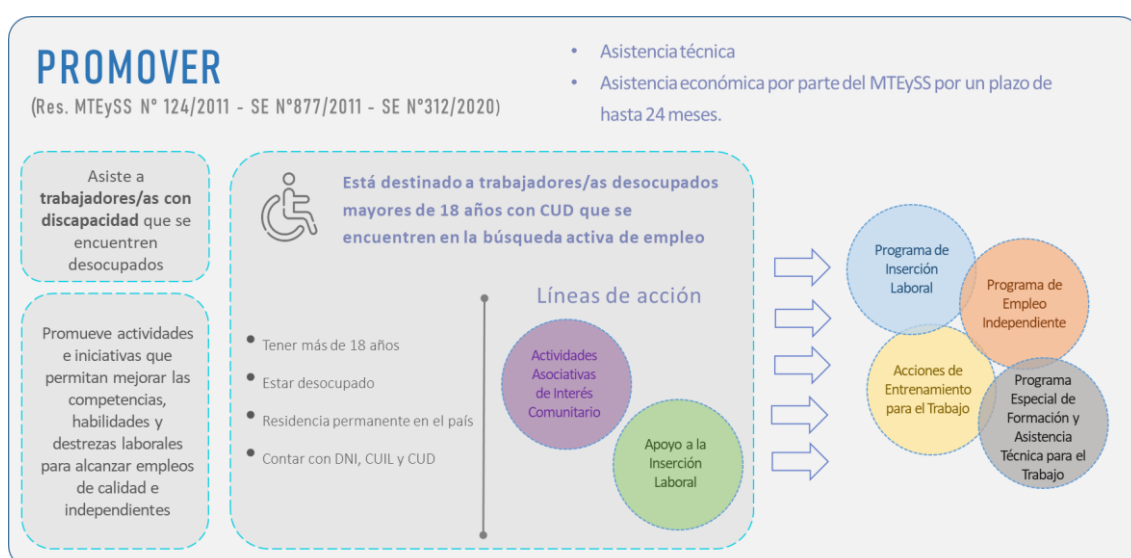 PROMOVER
(Res. MTEySS N° 124/2011 - SE N°877/2011 - SE N°312/2020)
• Asistencia técnica
• Asistencia económica por parte del MTEySS por un plazo de
hasta 24 meses.
Asiste a
trabajadores/as con
discapacidad que se
encuentren
desocupados
Promueve actividades
e iniciativas que
permitan mejorar las
competencias,
habilidades y
destrezas laborales
para alcanzar empleos
de calidad e
independientes
Está destinado a trabajadores/as desocupados
mayores de 18 años con CUD que se
encuentren en la búsqueda activa de empleo
• Tener más de 18 años
• Estar desocupado
• Residencia permanente en el país
• Contar con DNI, CUIL y CUD
Líneas de acción
Actividades
Asociativas
de Interés
Comunitario
Apoyo a la
Inserción
Laboral
Programa de
Inserción
Laboral
Programa de
Empleo
Independiente
Acciones de
Entrenamiento
para el Trabajo
Programa
Especial de
Formación y
Asistencia
Técnica para el
Trabajo